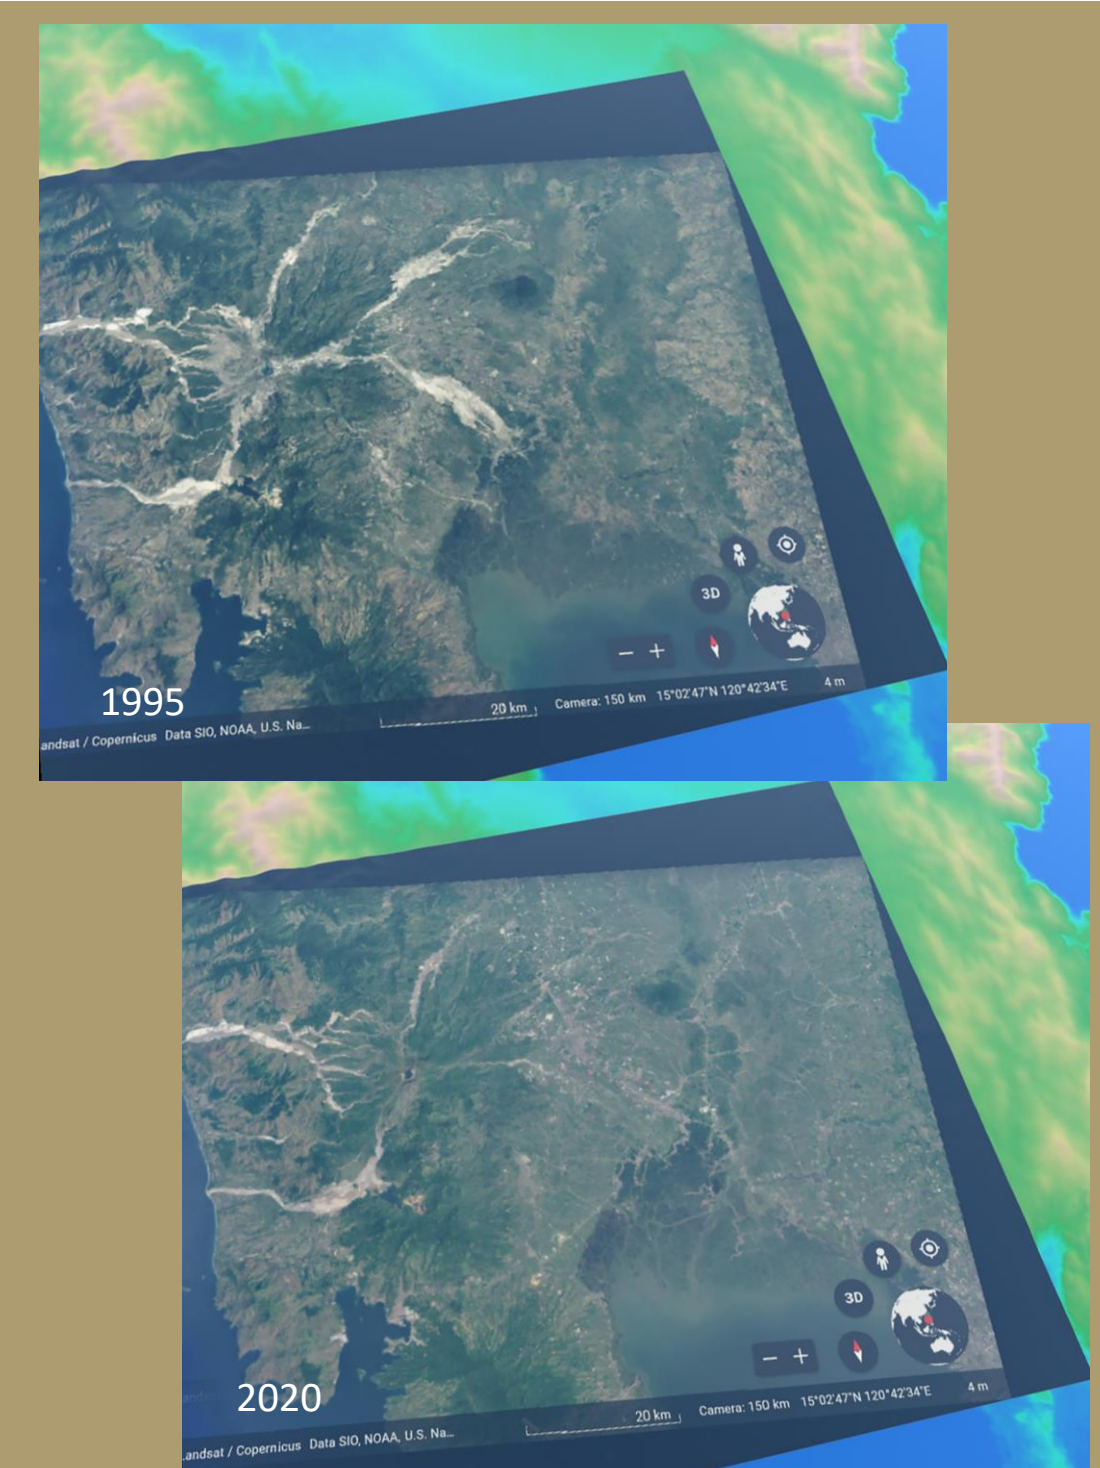 3D
20 km
Camera: 150 km 15°02'47"N 120°42'34"E
4 m
1995
andsat / Copernicus Data SIO, NOAA, U.S. Na...
3D
2020
20 km
Camera: 150 km 15°02'47"N 120°42'34"E
4 m
andsat / Copernicus Data SIO, NOAA, U.S. Na...